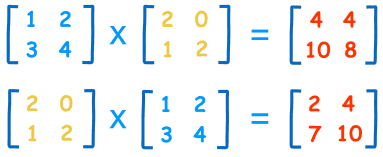 [1 2 3 4] x [2 0 1 2] = [4 4 10 8]
[2 0 1 2] x [1 2 3 4] = [2 4 7 10]